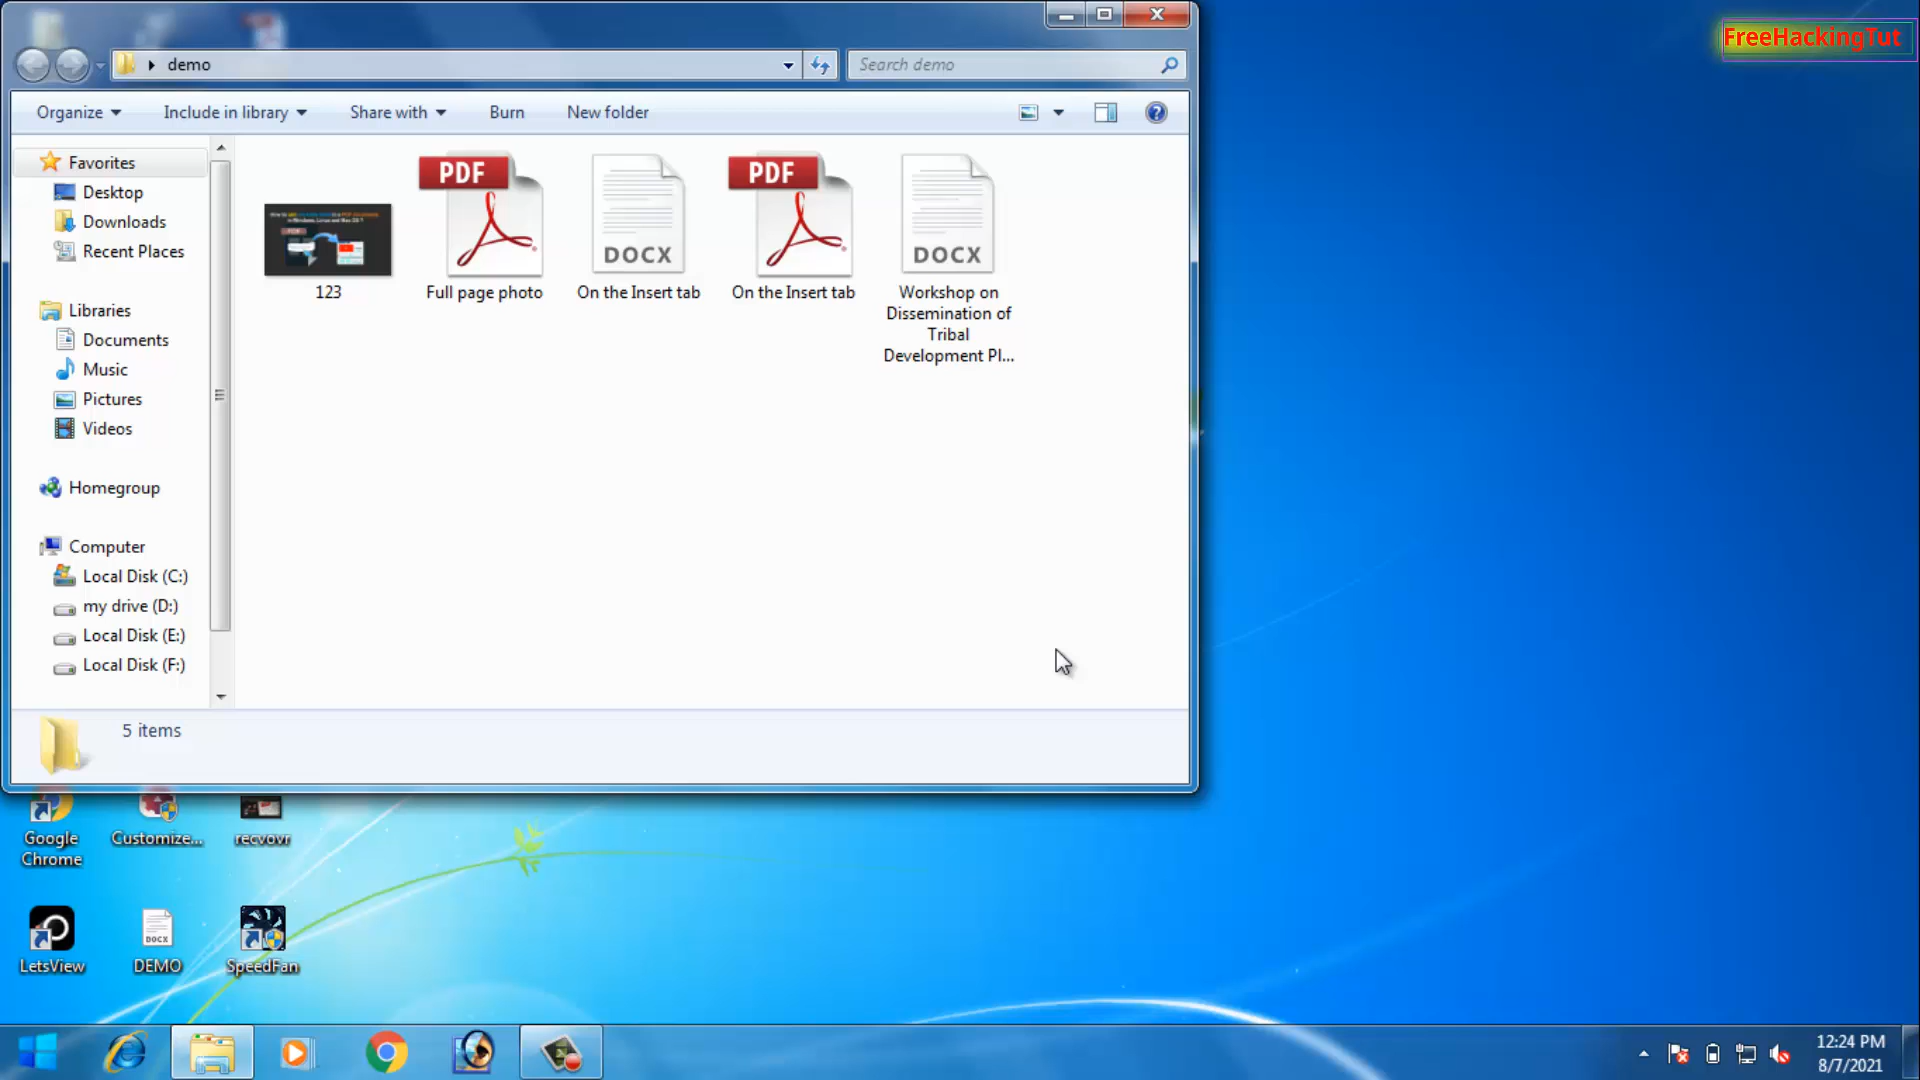 FreeHackingTut
demo
Search demo
Organize
Include in library
Share with
Burn
New folder
Favorites
Desktop
Downloads
Recent Places
Libraries
Documents
Music
Pictures
Videos
Homegroup
Computer
Local Disk (C:)
my drive (D:)
Local Disk (E:)
Local Disk (F:)
PDF
DOCX
PDF
DOCX
123
Full page photo
On the Insert tab
On the Insert tab
Workshop on
Dissemination of
Tribal
Development Pl...
5 items
Google
Chrome
Customize...
recvovr
LetsView
DOCX
DEMO
SpeedFan
12:24 PM
8/7/2021